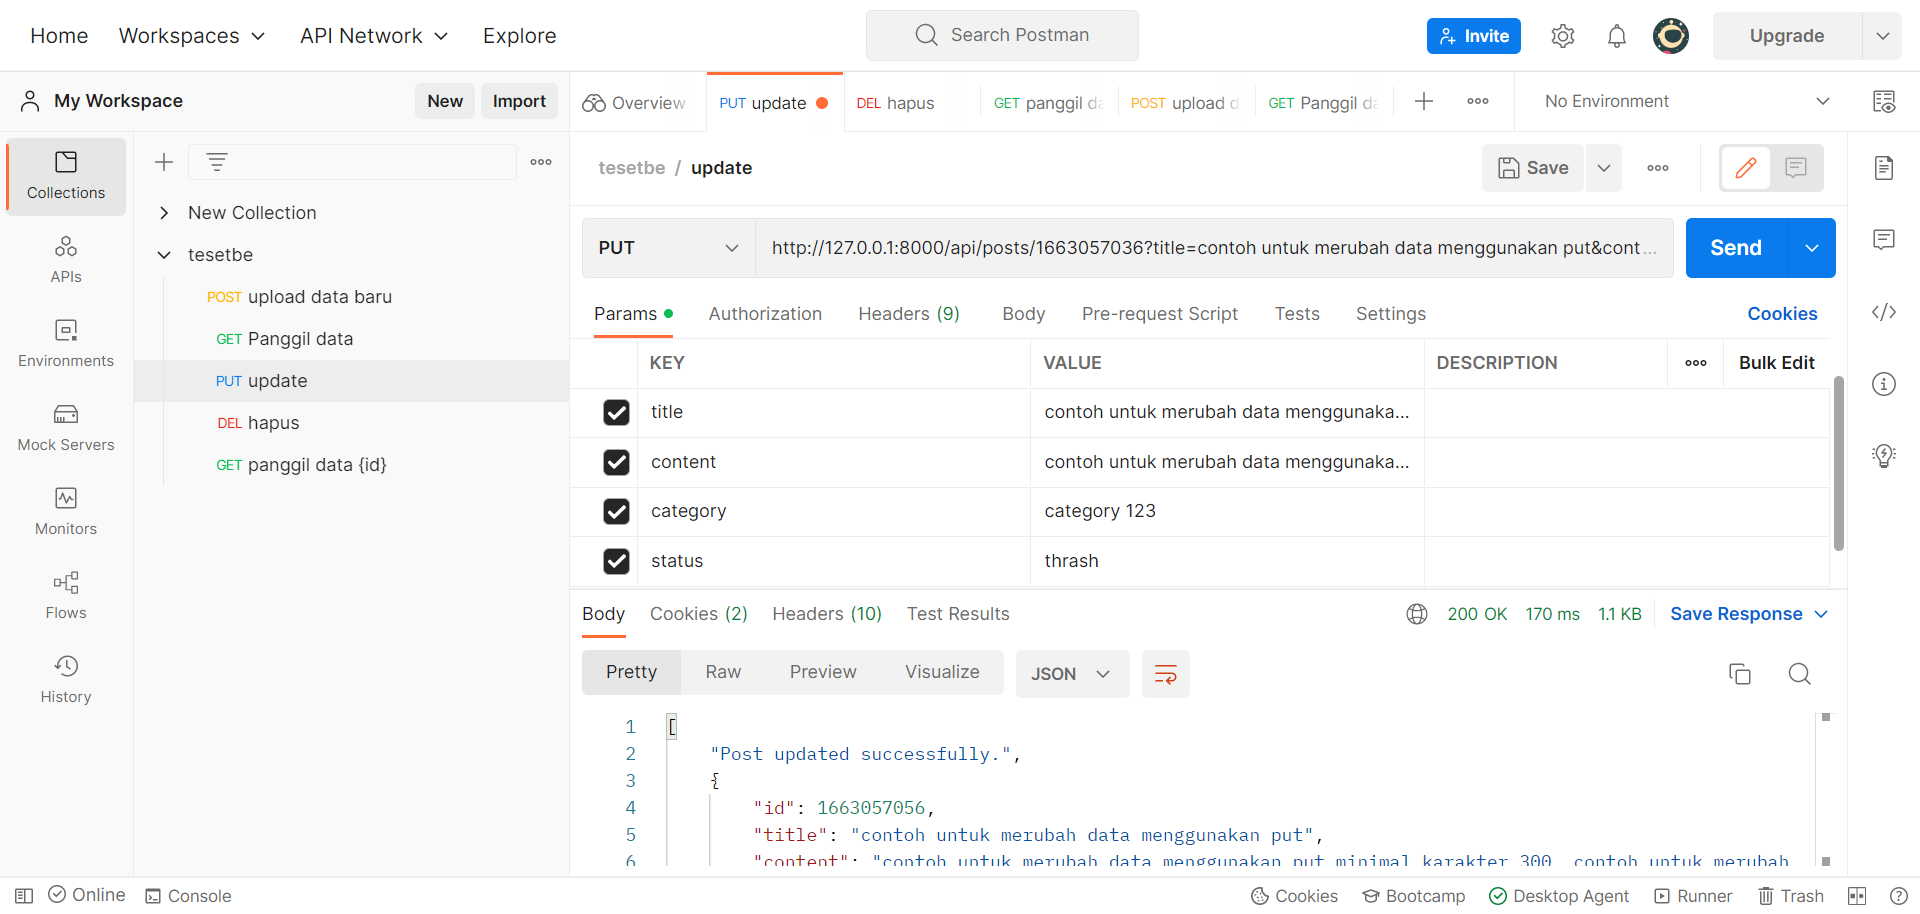 Home Workspaces API Network Explore Search Postman Invite Upgrade
My Workspace New Import Overview PUT update DEL hapus GET panggil da POST upload d GET Panggil da No Environment
Collections
APIs
Environments
Mock Servers
Monitors
Flows
History
New Collection
tesetbe
POST upload data baru
GET Panggil data
PUT update
DEL hapus
GET panggil data {id}
tesetbe / update Save
PUT http://127.0.0.1:8000/api/posts/1663057036?title=contoh untuk merubah data menggunakan put&cont ... Send
Params Authorization Headers (9) Body Pre-request Script Tests Settings Cookies
KEY VALUE DESCRIPTION Bulk Edit
title contoh untuk merubah data menggunaka...
content contoh untuk merubah data menggunaka...
category category 123
status thrash
Body Cookies (2) Headers (10) Test Results 200 OK 170 ms 1.1 KB Save Response
Pretty Raw Preview Visualize JSON
1 [
2 "Post updated successfully.",
3 {
4 "id": 1663057056,
5 "title": "contoh untuk merubah data menggunakan put",
6 "content": "contoh untuk merubah data menggunakan put minimal karakter 300, contoh untuk merubah
Online Console Cookies Bootcamp Desktop Agent Runner Trash